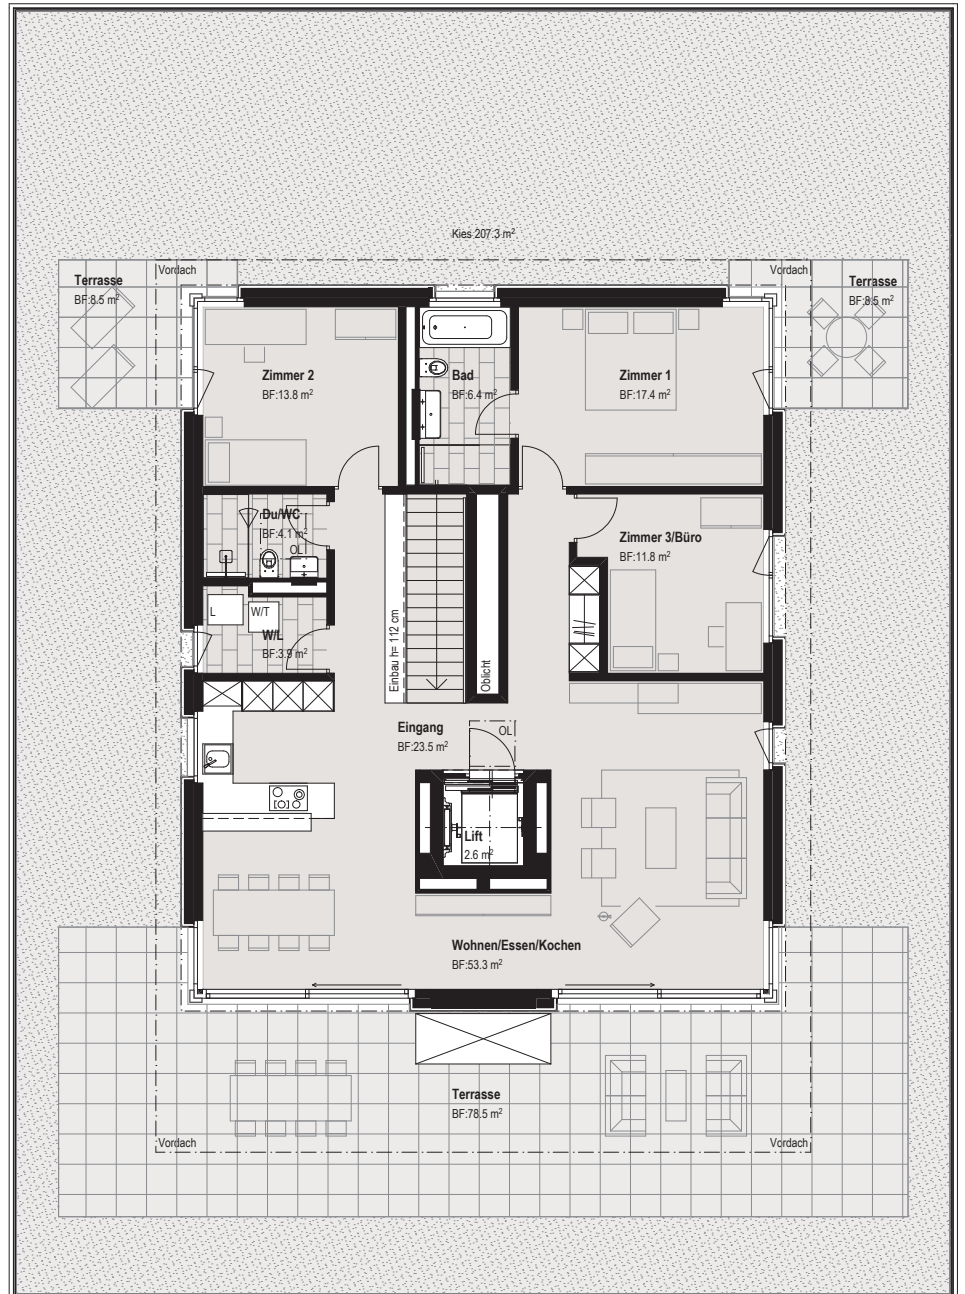 Kies 207.3 m²
Vordach
Vordach
Terrasse
BF:8.5 m²
Terrasse
BF:8.5 m²
Zimmer 2
BF:13.8 m²
Bad
BF:6.4 m²
Zimmer 1
BF:17.4 m²
Du/WC
BF:4.1 m²
OL
Zimmer 3/Büro
BF:11.8 m²
L
W/T
W/L
BF:3.9 m²
Einbau h= 112 cm
Oblicht
Eingang
BF:23.5 m²
OL
Lift
2.6 m²
Wohnen/Essen/Kochen
BF:53.3 m²
Terrasse
BF:78.5 m²
Vordach
Vordach